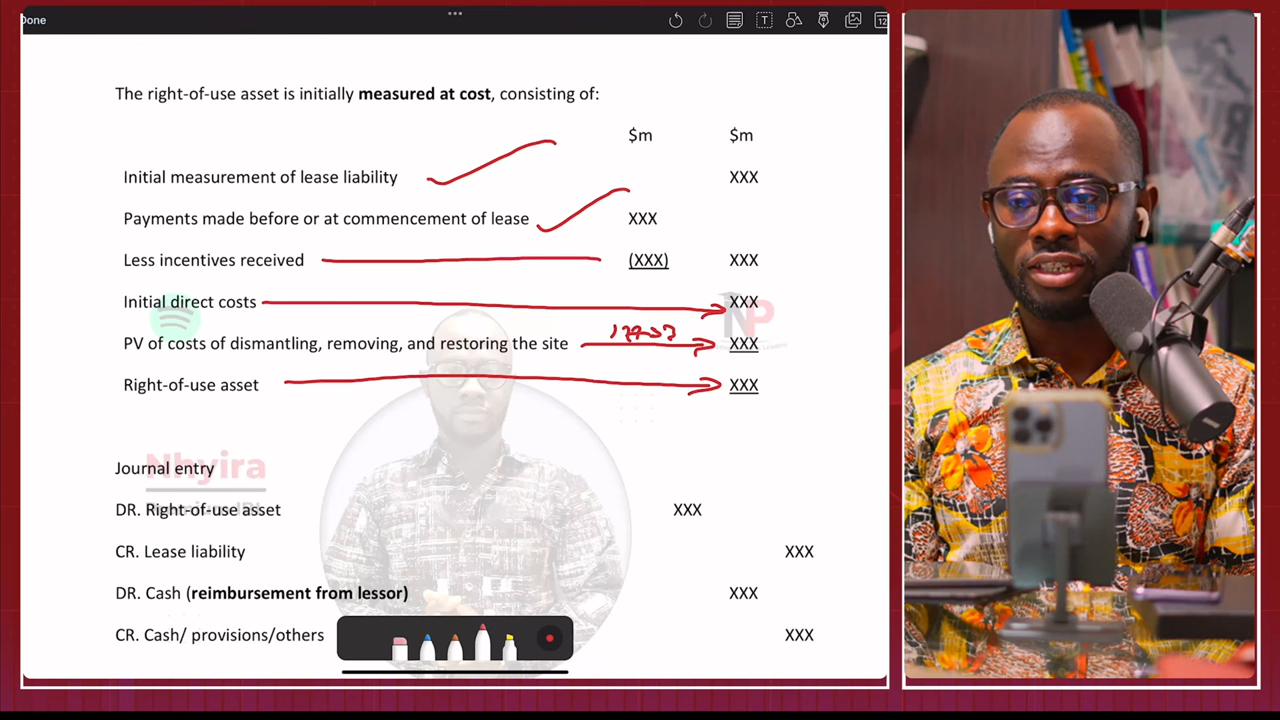 Done
T
12
The right-of-use asset is initially measured at cost, consisting of:
$m $m
Initial measurement of lease liability XXX
Payments made before or at commencement of lease XXX
Less incentives received (XXX) XXX
Initial direct costs XXX
PV of costs of dismantling, removing, and restoring the site XXX
Right-of-use asset XXX
NP
Nhyira
Journal entry
DR. Right-of-use asset XXX
CR. Lease liability XXX
DR. Cash (reimbursement from lessor) XXX
CR. Cash/ provisions/others XXX